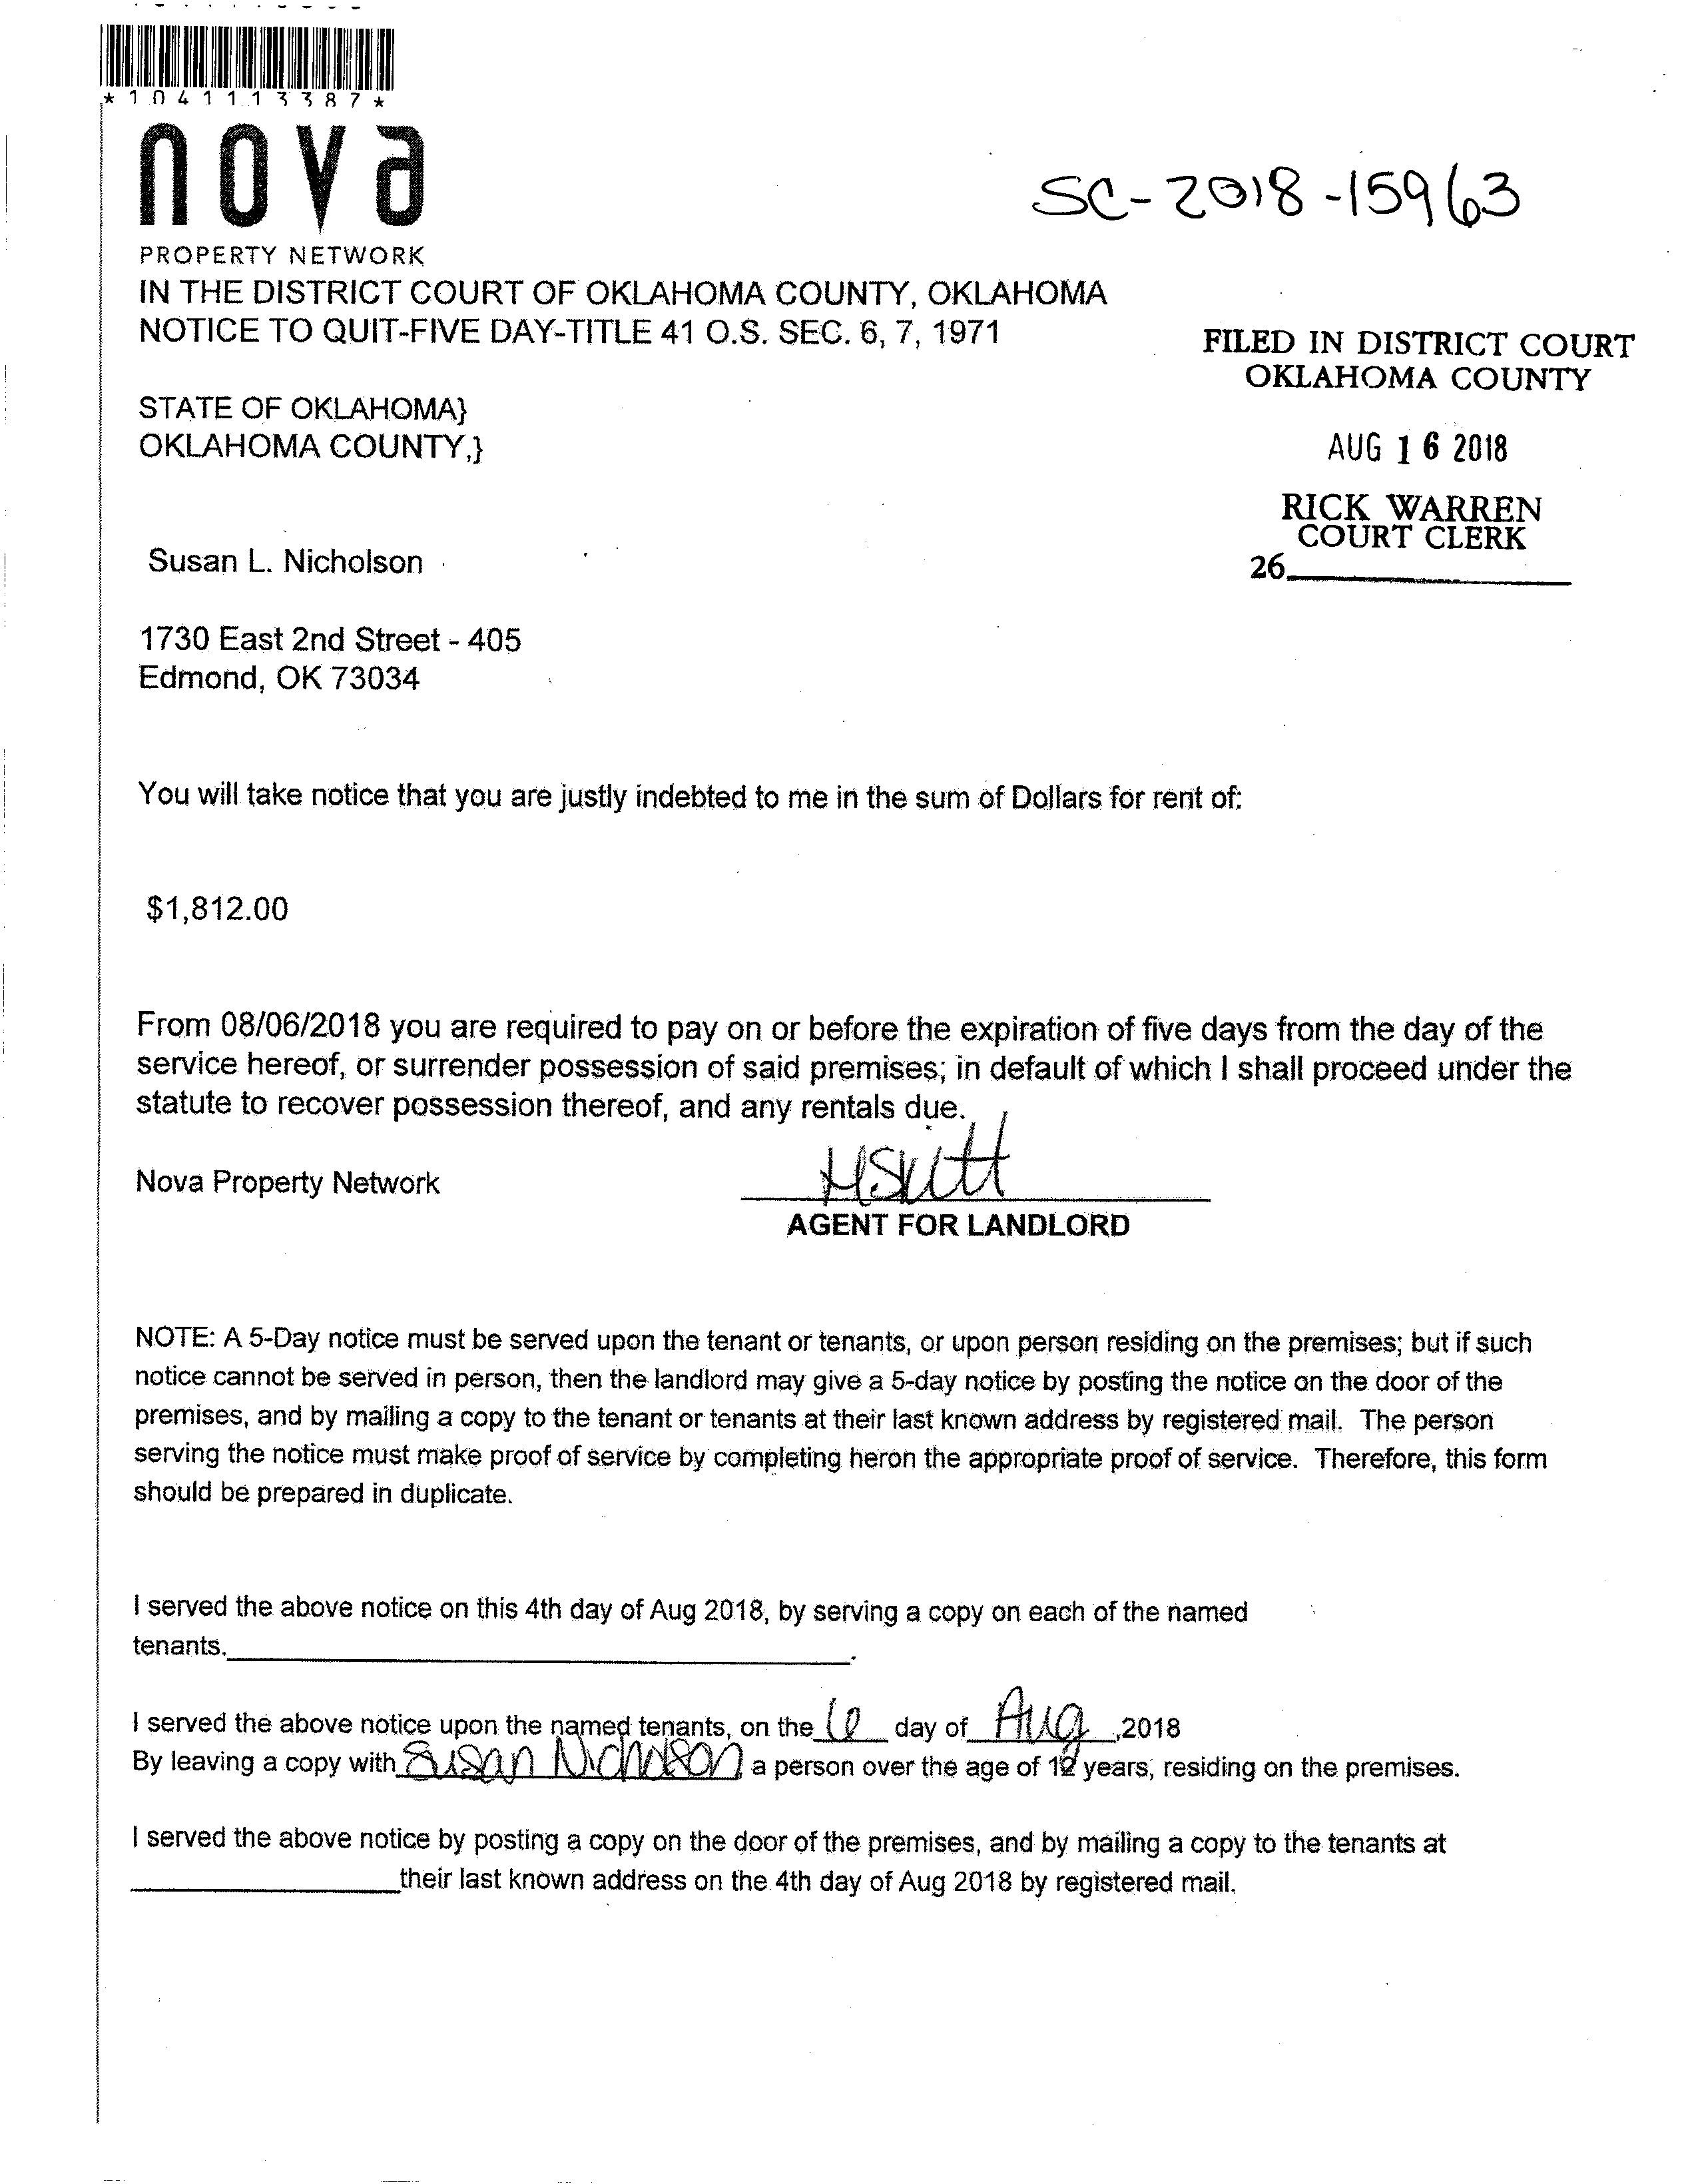 *1041113387*
nova
PROPERTY NETWORK
SC-2018-15963
IN THE DISTRICT COURT OF OKLAHOMA COUNTY, OKLAHOMA
NOTICE TO QUIT-FIVE DAY-TITLE 41 O.S. SEC. 6, 7, 1971
FILED IN DISTRICT COURT
OKLAHOMA COUNTY
STATE OF OKLAHOMA}
OKLAHOMA COUNTY,}
AUG 16 2018
RICK WARREN
COURT CLERK
26
Susan L. Nicholson
1730 East 2nd Street - 405
Edmond, OK 73034
You will take notice that you are justly indebted to me in the sum of Dollars for rent of:
$1,812.00
From 08/06/2018 you are required to pay on or before the expiration of five days from the day of the
service hereof, or surrender possession of said premises; in default of which I shall proceed under the
statute to recover possession thereof, and any rentals due.
Nova Property Network
AGENT FOR LANDLORD
NOTE: A 5-Day notice must be served upon the tenant or tenants, or upon person residing on the premises; but if such
notice cannot be served in person, then the landlord may give a 5-day notice by posting the notice on the door of the
premises, and by mailing a copy to the tenant or tenants at their last known address by registered mail. The person
serving the notice must make proof of service by completing heron the appropriate proof of service. Therefore, this form
should be prepared in duplicate.
I served the above notice on this 4th day of Aug 2018, by serving a copy on each of the named
tenants.
I served the above notice upon the named tenants, on the 6 day of Aug ,2018
By leaving a copy with Susan Nicholson a person over the age of 12 years, residing on the premises.
I served the above notice by posting a copy on the door of the premises, and by mailing a copy to the tenants at
their last known address on the 4th day of Aug 2018 by registered mail.